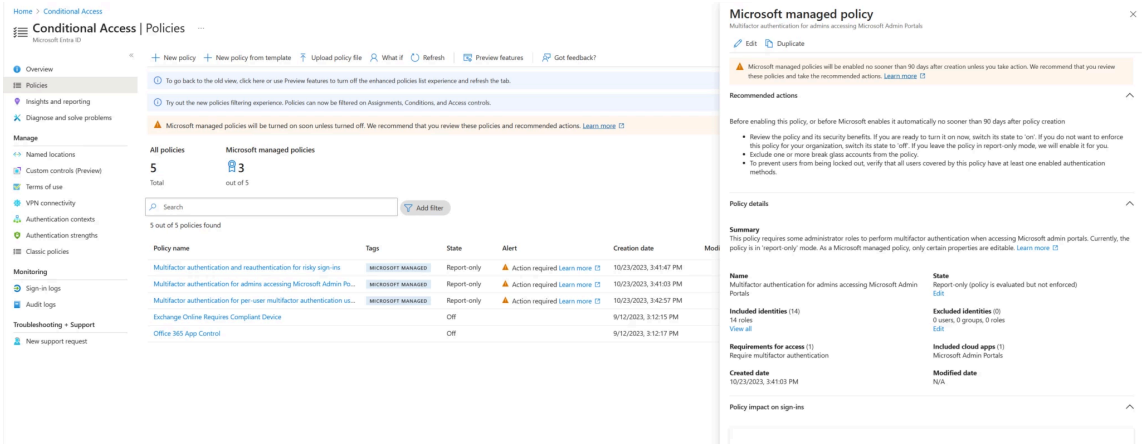 Home > Conditional Access
Conditional Access | Policies ...
Microsoft Entra ID
Overview
Policies
Insights and reporting
Diagnose and solve problems
Manage
Named locations
Custom controls (Preview)
Terms of use
VPN connectivity
Authentication contexts
Authentication strengths
Classic policies
Monitoring
Sign-in logs
Audit logs
Troubleshooting + Support
New support request
New policy New policy from template Upload policy file What if Refresh Preview features Got feedback?
To go back to the old view, click here or use Preview features to turn off the enhanced policies list experience and refresh the tab.
Try out the new policies filtering experience. Policies can now be filtered on Assignments, Conditions, and Access controls.
Microsoft managed policies will be turned on soon unless turned off. We recommend that you review these policies and recommended actions. Learn more
All policies Microsoft managed policies
5 3
Total out of 5
Search Add filter
5 out of 5 policies found
Policy name Tags State Alert Creation date Modi
Multifactor authentication and reauthentication for risky sign-ins MICROSOFT MANAGED Report-only Action required Learn more 10/23/2023, 3:41:47 PM
Multifactor authentication for admins accessing Microsoft Admin Po... MICROSOFT MANAGED Report-only Action required Learn more 10/23/2023, 3:41:03 PM
Multifactor authentication for per-user multifactor authentication us... MICROSOFT MANAGED Report-only Action required Learn more 10/23/2023, 3:42:57 PM
Exchange Online Requires Compliant Device Off 9/12/2023, 3:12:15 PM
Office 365 App Control Off 9/12/2023, 3:12:17 PM
Microsoft managed policy
Multifactor authentication for admins accessing Microsoft Admin Portals
Edit Duplicate
Microsoft managed policies will be enabled no sooner than 90 days after creation unless you take action. We recommend that you review
these policies and take the recommended actions. Learn more
Recommended actions
Before enabling this policy, or before Microsoft enables it automatically no sooner than 90 days after policy creation
Review the policy and its security benefits. If you are ready to turn it on now, switch its state to 'on'. If you do not want to enforce
this policy for your organization, switch its state to 'off'. If you leave the policy in report-only mode, we will enable it for you.
Exclude one or more break glass accounts from the policy.
To prevent users from being locked out, verify that all users covered by this policy have at least one enabled authentication
methods.
Policy details
Summary
This policy requires some administrator roles to perform multifactor authentication when accessing Microsoft admin portals. Currently, the
policy is in 'report-only' mode. As a Microsoft managed policy, only certain properties are editable. Learn more
Name State
Multifactor authentication for admins accessing Microsoft Admin Report-only (policy is evaluated but not enforced)
Portals Edit
Included identities (14) Excluded identities (0)
14 roles 0 users, 0 groups, 0 roles
View all Edit
Requirements for access (1) Included cloud apps (1)
Require multifactor authentication Microsoft Admin Portals
Created date Modified date
10/23/2023, 3:41:03 PM N/A
Policy impact on sign-ins